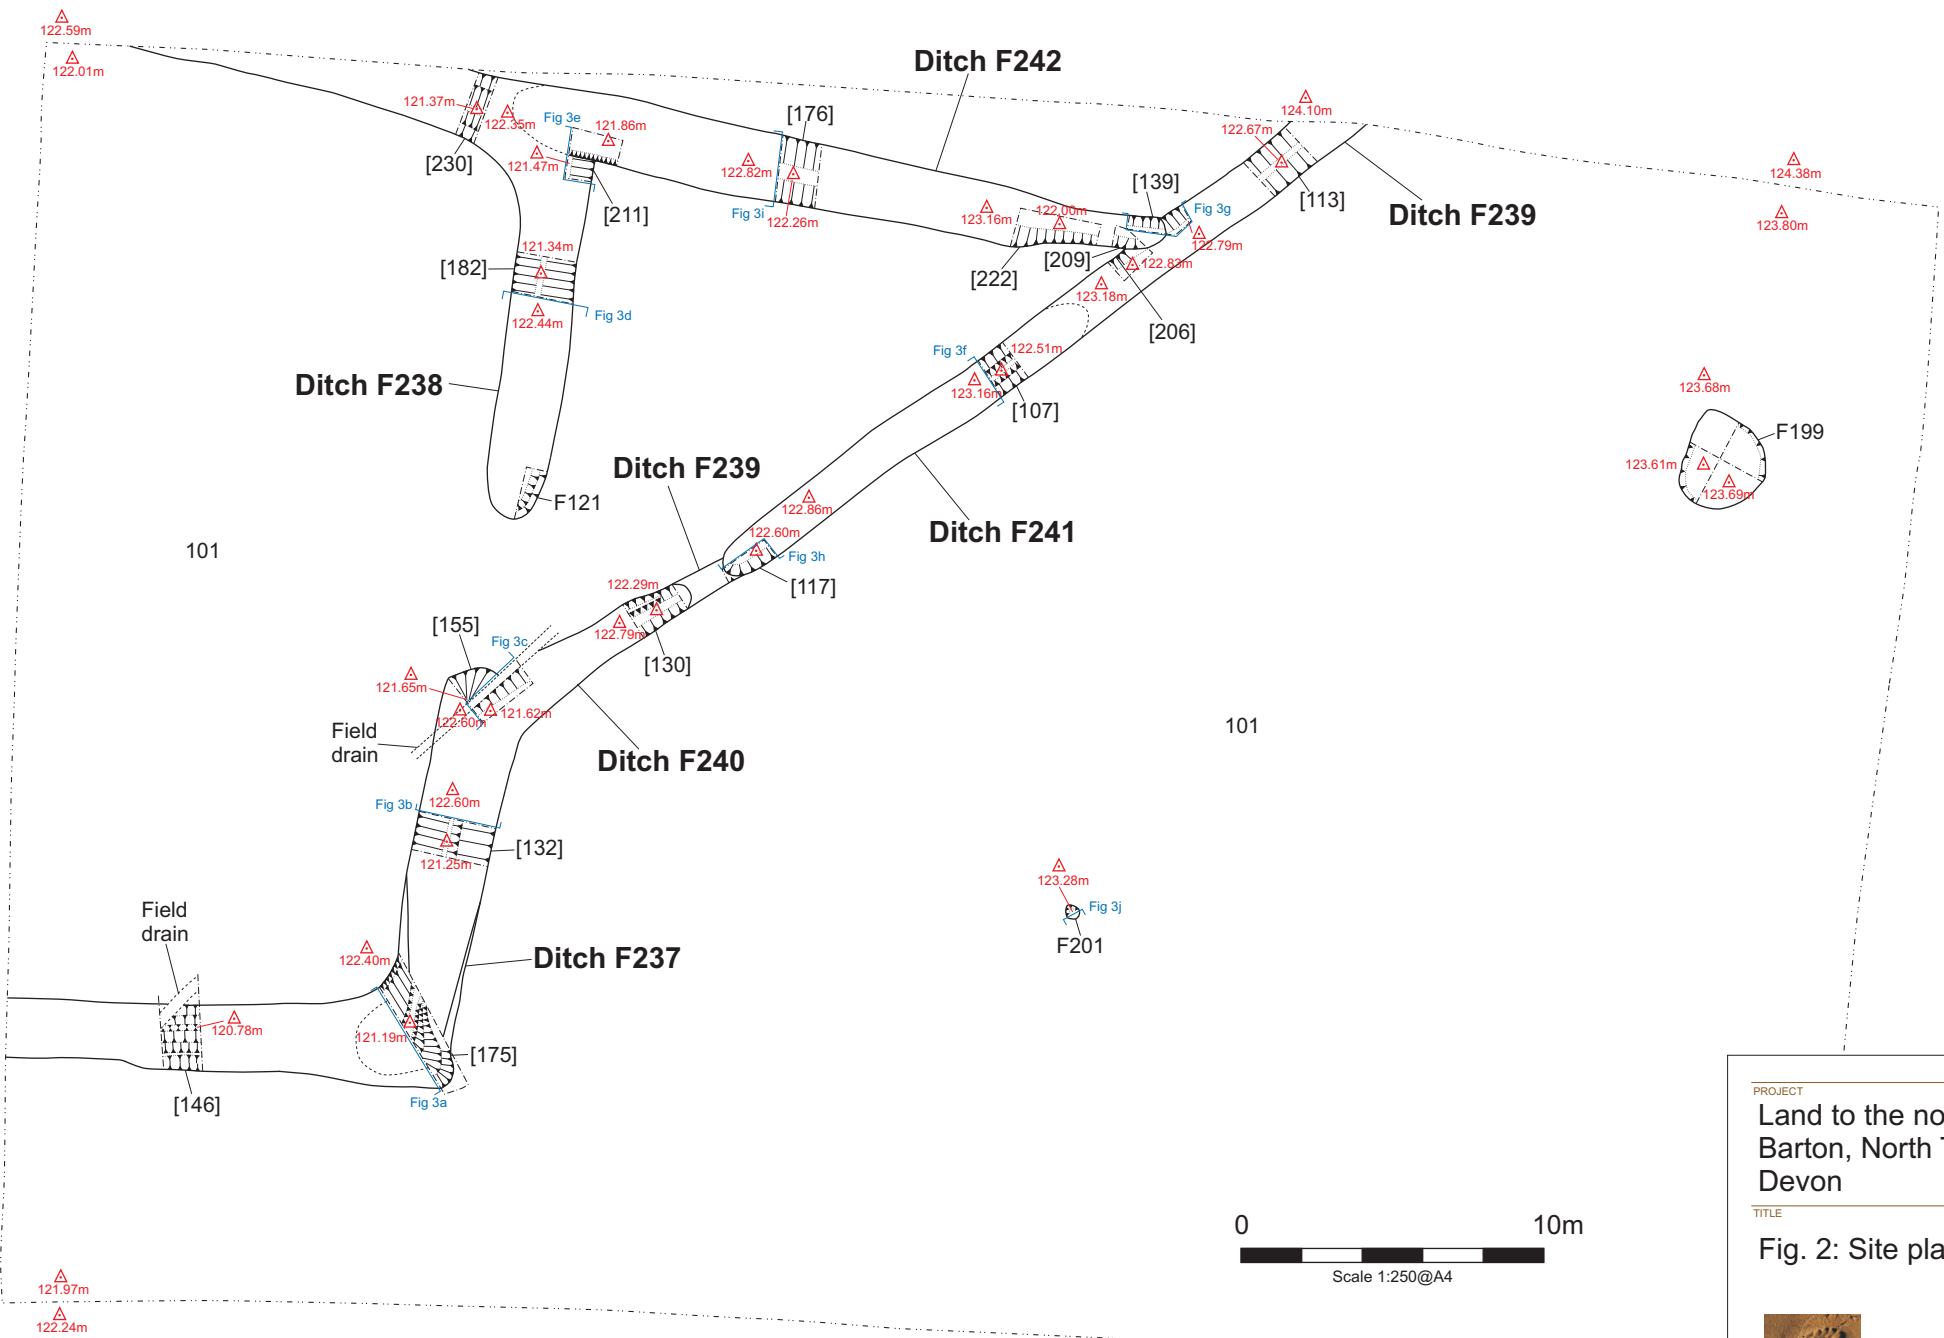 122.59m
122.01m
Ditch F242
121.37m
122.35m
Fig 3e
121.86m
[176]
124.10m
122.67m
[230]
121.47m
122.82m
[139]
124.38m
[211]
Fig 3i
122.26m
123.16m
122.00m
Fig 3g
[113]
Ditch F239
123.80m
121.34m
[182]
[222]
[209]
122.83m
122.79m
123.18m
122.44m
Fig 3d
[206]
Fig 3f
122.51m
Ditch F238
123.16m
[107]
123.68m
F199
Ditch F239
123.61m
123.69m
F121
122.86m
Ditch F241
122.60m
101
Fig 3h
122.29m
[117]
[155]
Fig 3c
122.79m
[130]
121.65m
122.60m
121.62m
101
Field
drain
Ditch F240
122.60m
Fig 3b
[132]
121.25m
123.28m
Field
drain
Fig 3j
F201
122.40m
Ditch F237
120.78m
121.19m
[175]
[146]
Fig 3a
PROJECT
Land to the no
Barton, North T
Devon
TITLE
Fig. 2: Site pla
0 10m
Scale 1:250@A4
121.97m
122.24m